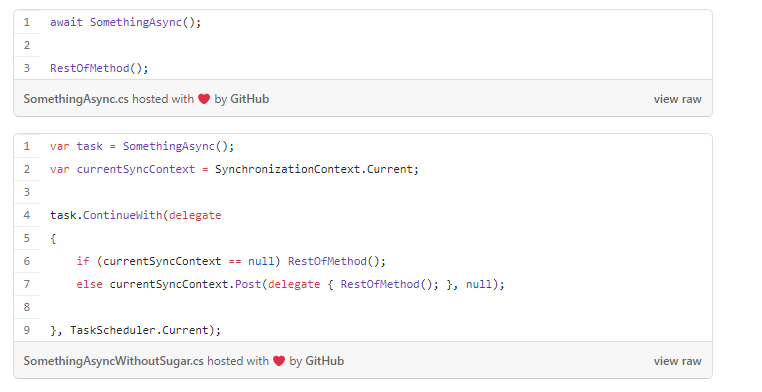 1 await SomethingAsync();
2
3 RestOfMethod();
SomethingAsync.cs hosted with ❤ by GitHub view raw
1 var task = SomethingAsync();
2 var currentSyncContext = SynchronizationContext.Current;
3
4 task.ContinueWith(delegate
5 {
6 if (currentSyncContext == null) RestOfMethod();
7 else currentSyncContext.Post(delegate { RestOfMethod(); }, null);
8
9 }, TaskScheduler.Current);
SomethingAsyncWithoutSugar.cs hosted with ❤ by GitHub view raw